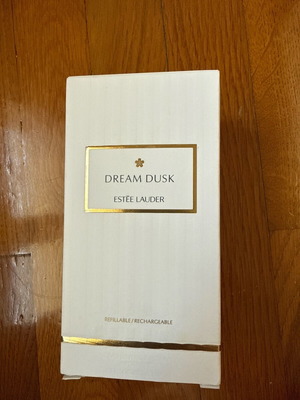 DREAM DUSK
ESTĒE LAUDER
REFILLABLE/RECHARGEABLE